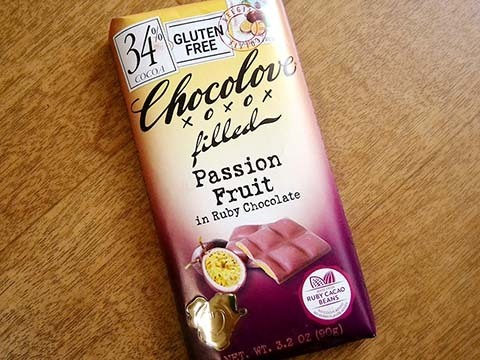 34%
COCOA
GLUTEN
FREE
Chocolove
XOXOX
filled
Passion
Fruit
in Ruby Chocolate
RUBY CACAO
BEANS
NET. WT. 3.2 OZ (90g)